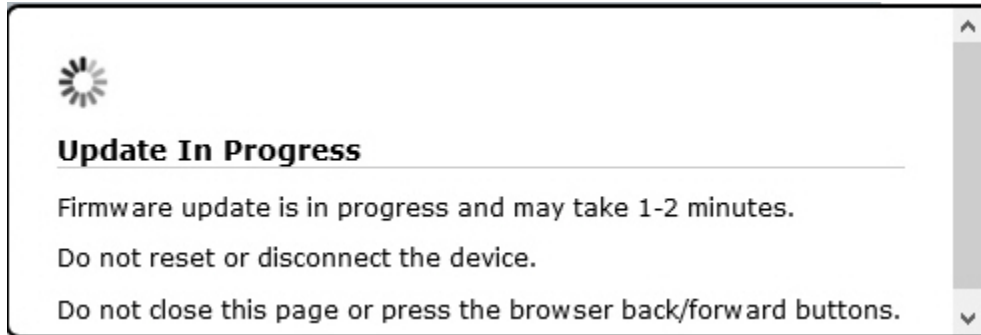 Update In Progress
Firmware update is in progress and may take 1-2 minutes.
Do not reset or disconnect the device.
Do not close this page or press the browser back/forward buttons.